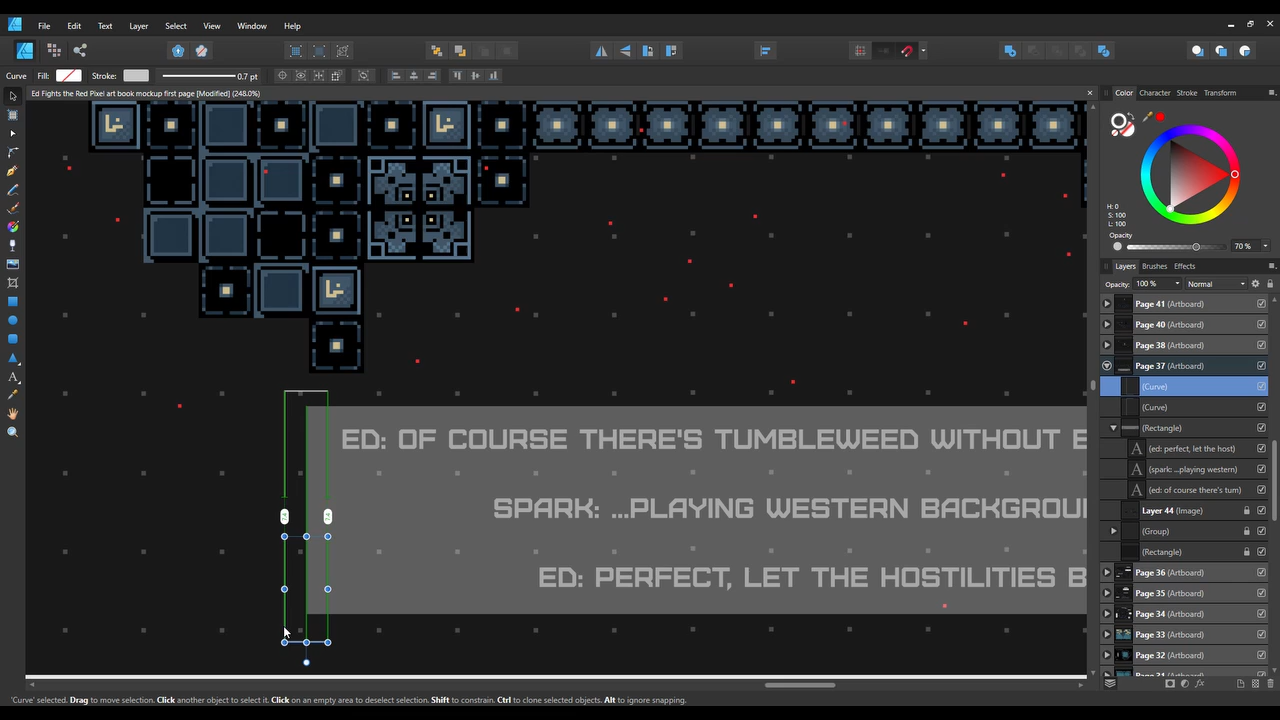 File Edit Text Layer Select View Window Help
Curve Fill: Stroke: 0.7 pt
Ed Fights the Red Pixel art book mockup first page [Modified] (248.0%)
ED: OF COURSE THERE'S TUMBLEWEED WITHOUT E
SPARK: ...PLAYING WESTERN BACKGROU
ED: PERFECT, LET THE HOSTILITIES B
Color Character Stroke Transform
H: 0
S: 100
L: 100
Opacity
70 %
Layers Brushes Effects
Opacity: 100 % Normal
Page 41 (Artboard)
Page 40 (Artboard)
Page 38 (Artboard)
Page 37 (Artboard)
(Curve)
(Curve)
(Rectangle)
(ed: perfect, let the host)
(spark: ...playing western)
(ed: of course there's tum)
Layer 44 (Image)
(Group)
(Rectangle)
Page 36 (Artboard)
Page 35 (Artboard)
Page 34 (Artboard)
Page 33 (Artboard)
Page 32 (Artboard)
Page 31 (Artboard)
'Curve' selected. Drag to move selection. Click another object to select it. Click on an empty area to deselect selection. Shift to constrain. Ctrl to clone selected objects. Alt to ignore snapping.